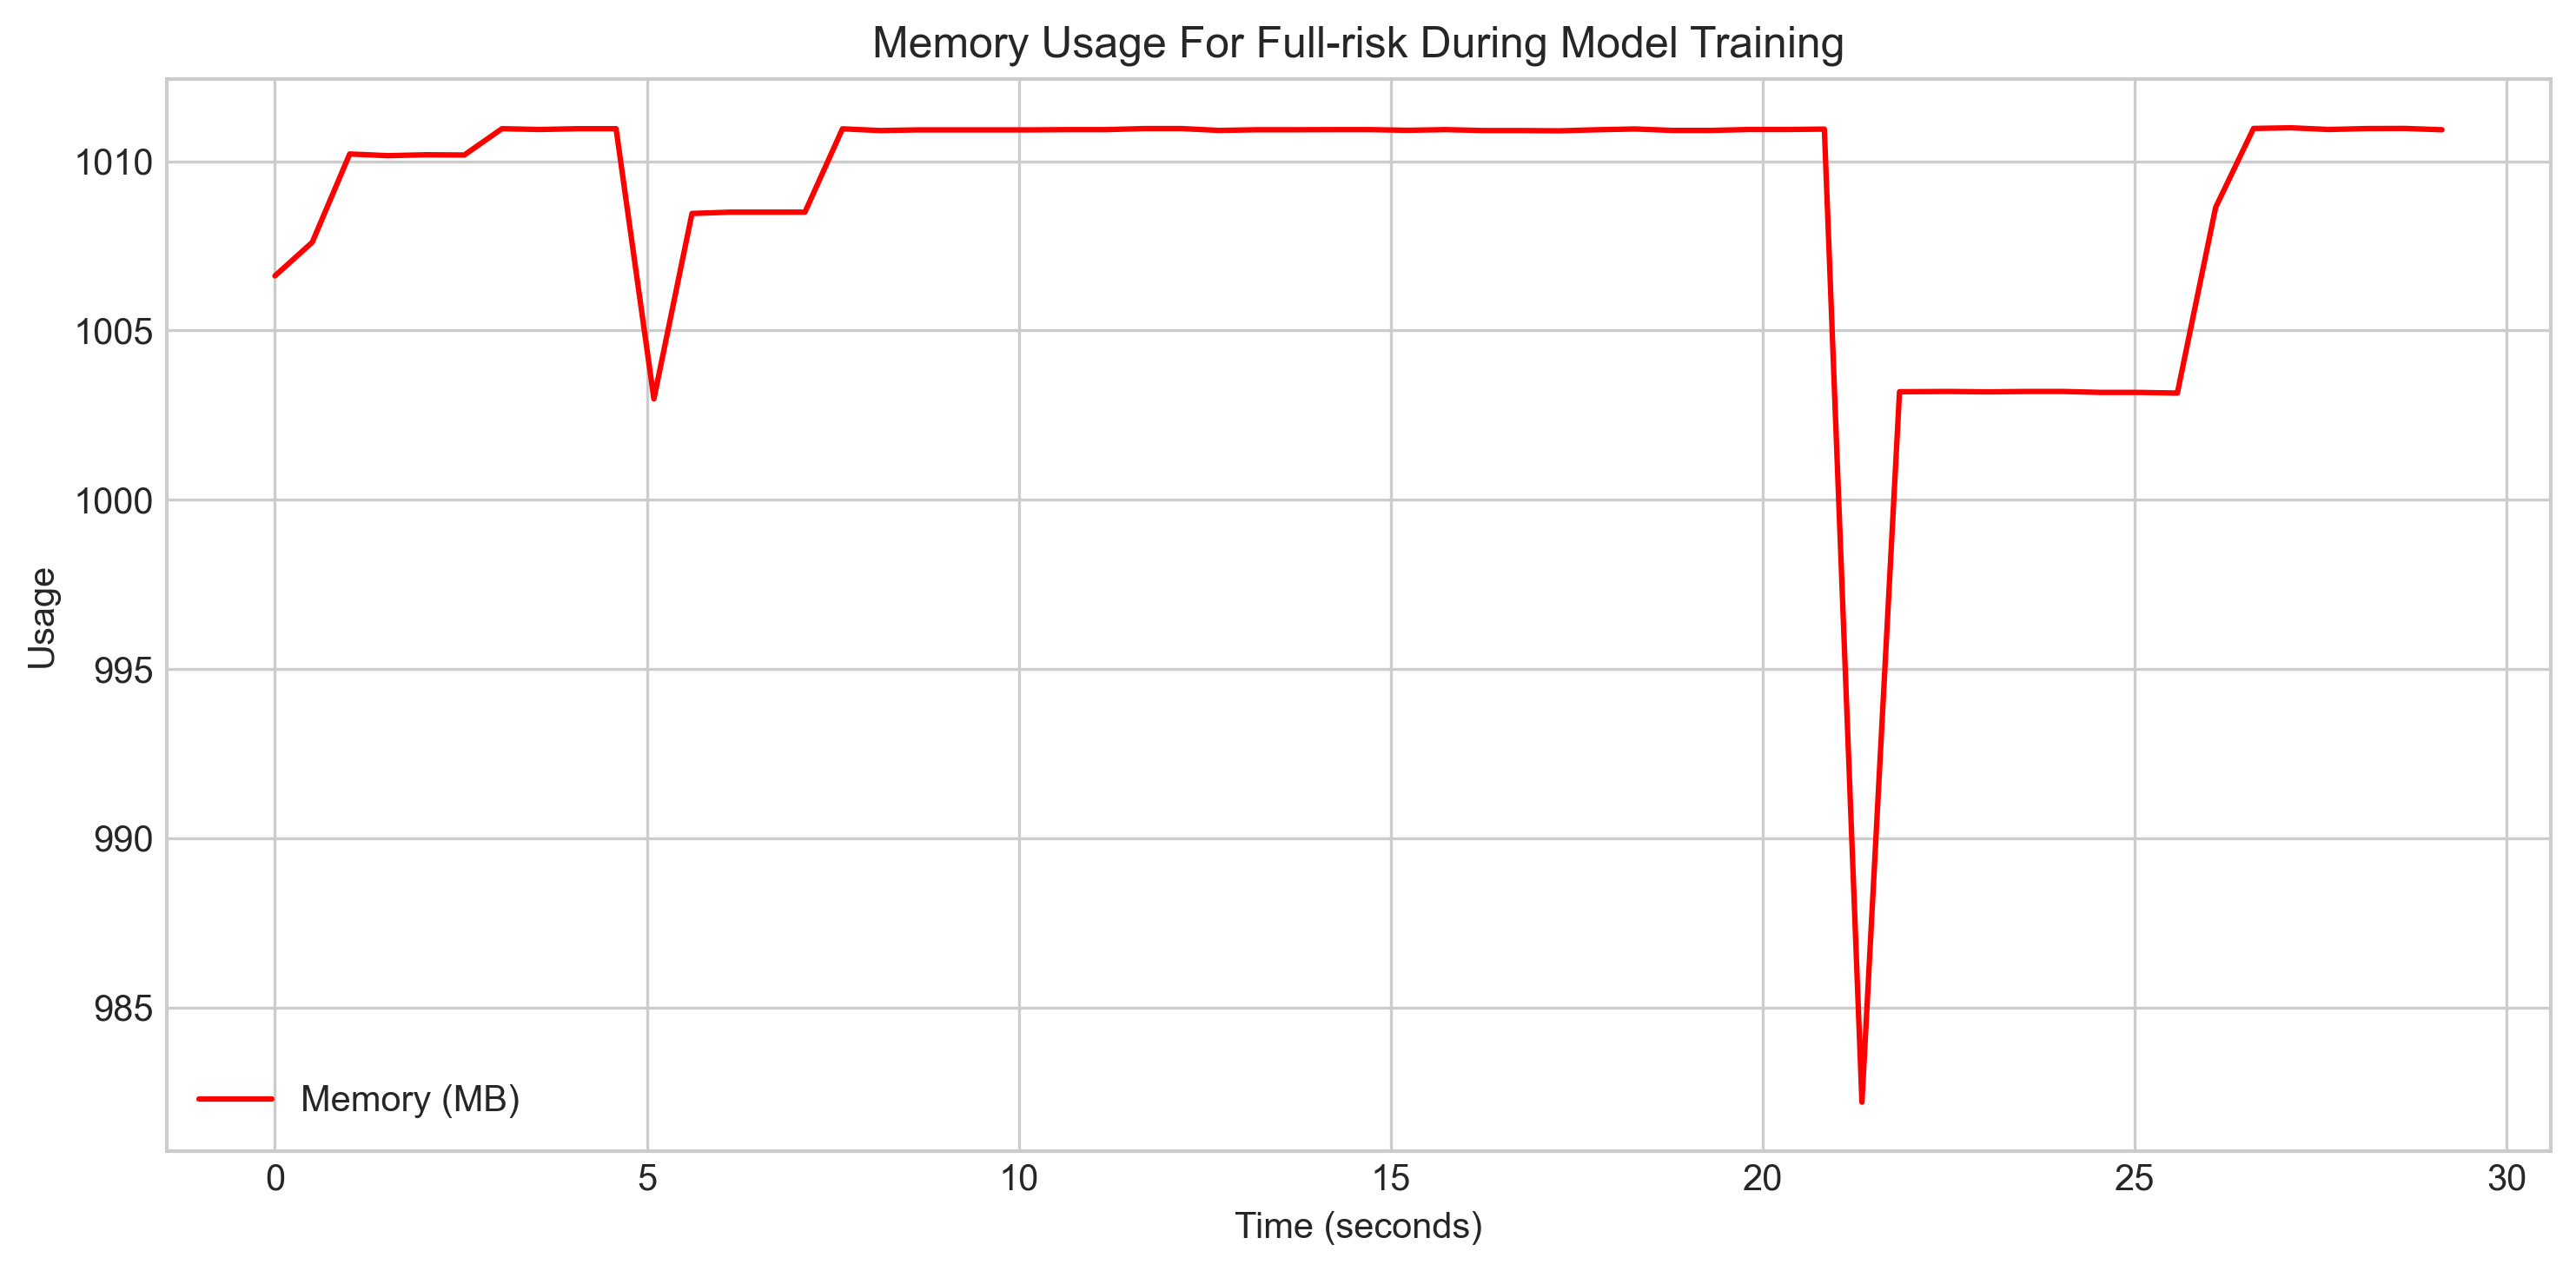 Memory Usage For Full-risk During Model Training
1010
1005
1000
995
990
985
Usage
Memory (MB)
0 5 10 15 20 25 30
Time (seconds)